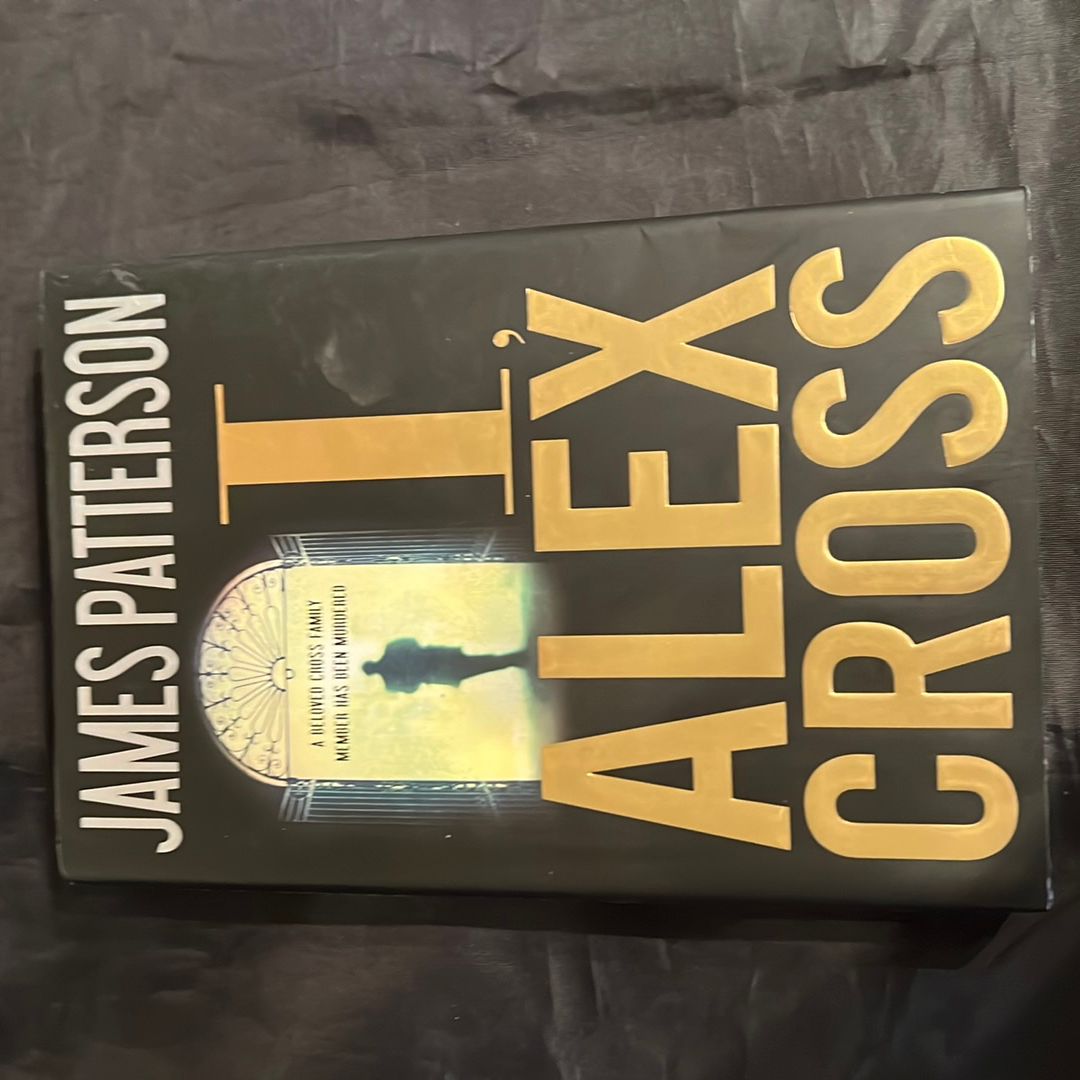 JAMES PATTERSON
I,
A BELOVED CROSS FAMILY
MEMBER HAS BEEN MURDERED
ALEX
CROSS